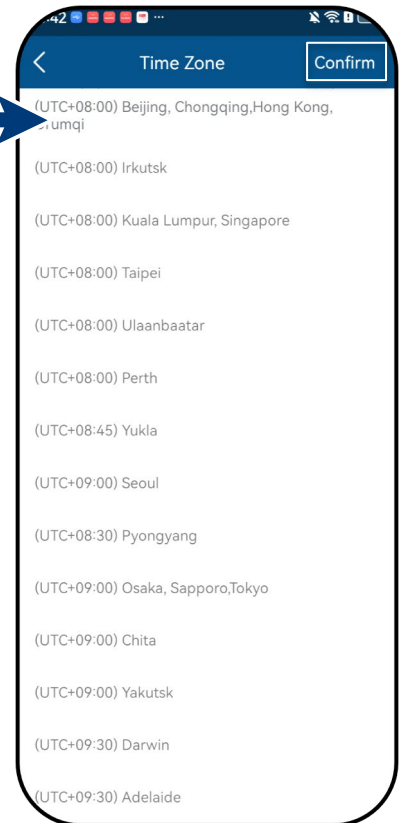 :42
Time Zone
Confirm
(UTC+08:00) Beijing, Chongqing,Hong Kong,
rumqi
(UTC+08:00) Irkutsk
(UTC+08:00) Kuala Lumpur, Singapore
(UTC+08:00) Taipei
(UTC+08:00) Ulaanbaatar
(UTC+08:00) Perth
(UTC+08:45) Yukla
(UTC+09:00) Seoul
(UTC+08:30) Pyongyang
(UTC+09:00) Osaka, Sapporo,Tokyo
(UTC+09:00) Chita
(UTC+09:00) Yakutsk
(UTC+09:30) Darwin
(UTC+09:30) Adelaide